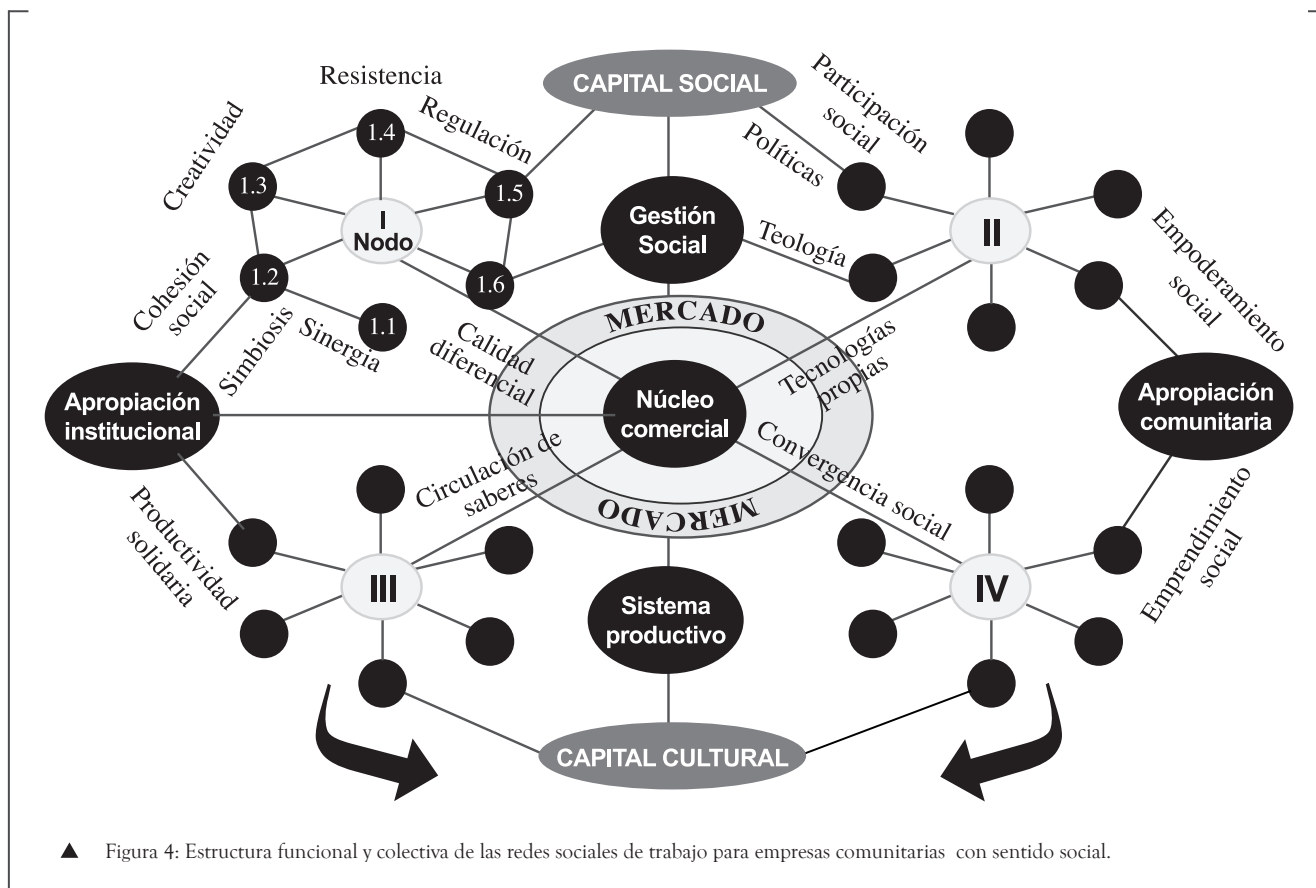 Resistencia
CAPITAL SOCIAL
Participación
social
Regulación
Políticas
Creatividad
1.4
1.3
1.5
I
Nodo
Gestión
Social
Teología
II
Empoderamiento
social
1.2
1.6
Cohesión
social
Simbiosis
Sinergia
1.1
MERCADO
Calidad
diferencial
Tecnologías
propias
Apropiación
institucional
Núcleo
comercial
Apropiación
comunitaria
Circulación de
saberes
Convergencia social
MERCADO
Productividad
solidaria
Emprendimiento
social
III
Sistema
productivo
IV
CAPITAL CULTURAL
▲ Figura 4: Estructura funcional y colectiva de las redes sociales de trabajo para empresas comunitarias con sentido social.